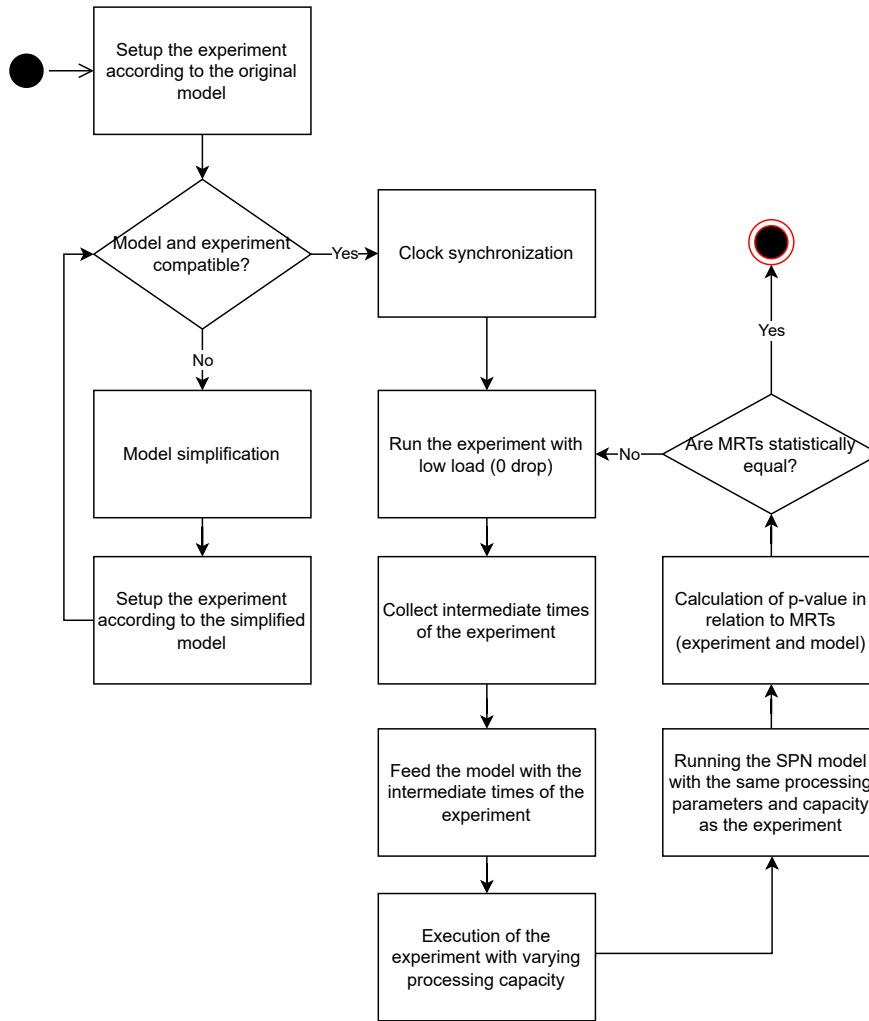 Setup the experiment
according to the original
model
Model and experiment
compatible?
Yes
No
Model simplification
Setup the experiment
according to the simplified
model
Clock synchronization
Run the experiment with
low load (0 drop)
Collect intermediate times
of the experiment
Feed the model with the
intermediate times of the
experiment
Execution of the
experiment with varying
processing capacity
Running the SPN model
with the same processing
parameters and capacity
as the experiment
Calculation of p-value in
relation to MRTs
(experiment and model)
Are MRTs statistically
equal?
No
Yes